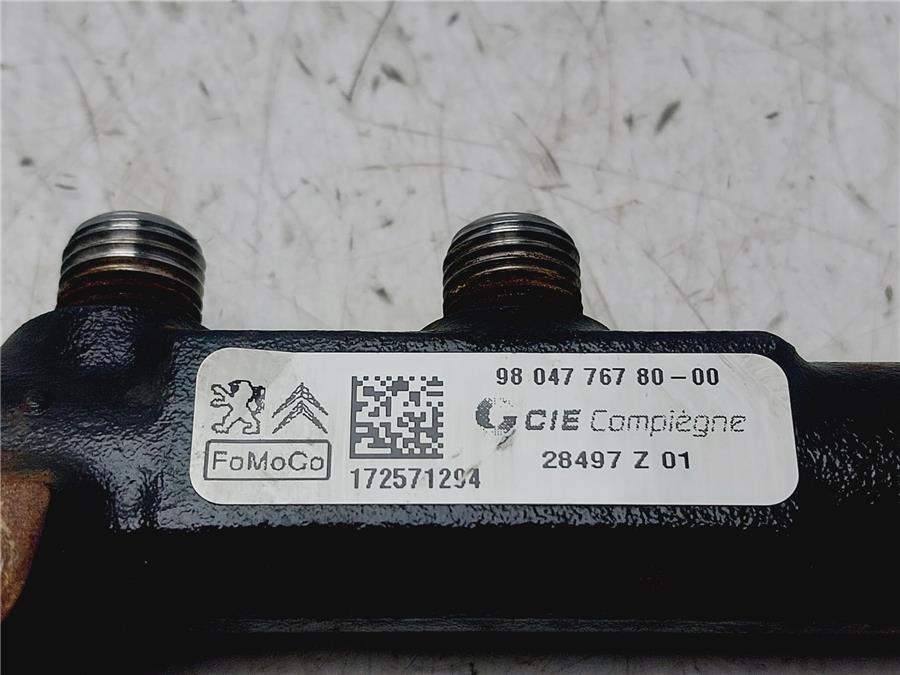 98 047 767 80-00
CIE Compiègne
28497 Z 01
FoMoCo
172571294